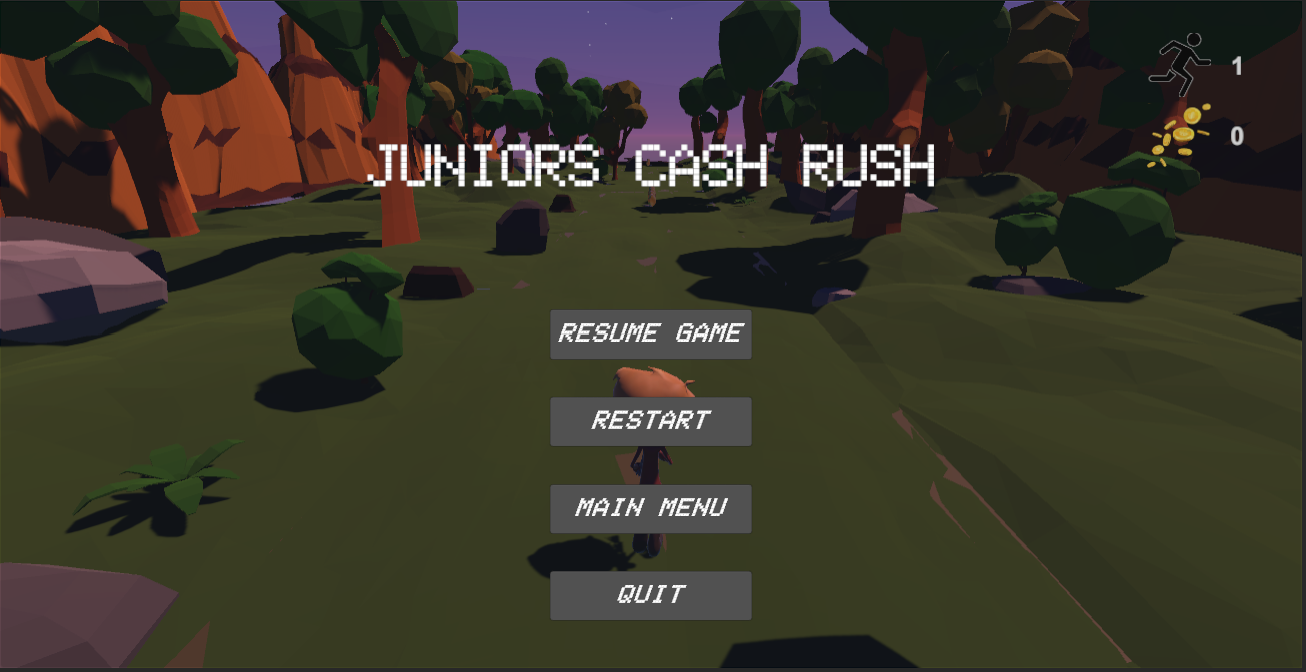 1
0
JUNIORS CASH RUSH
RESUME GAME
RESTART
MAIN MENU
QUIT